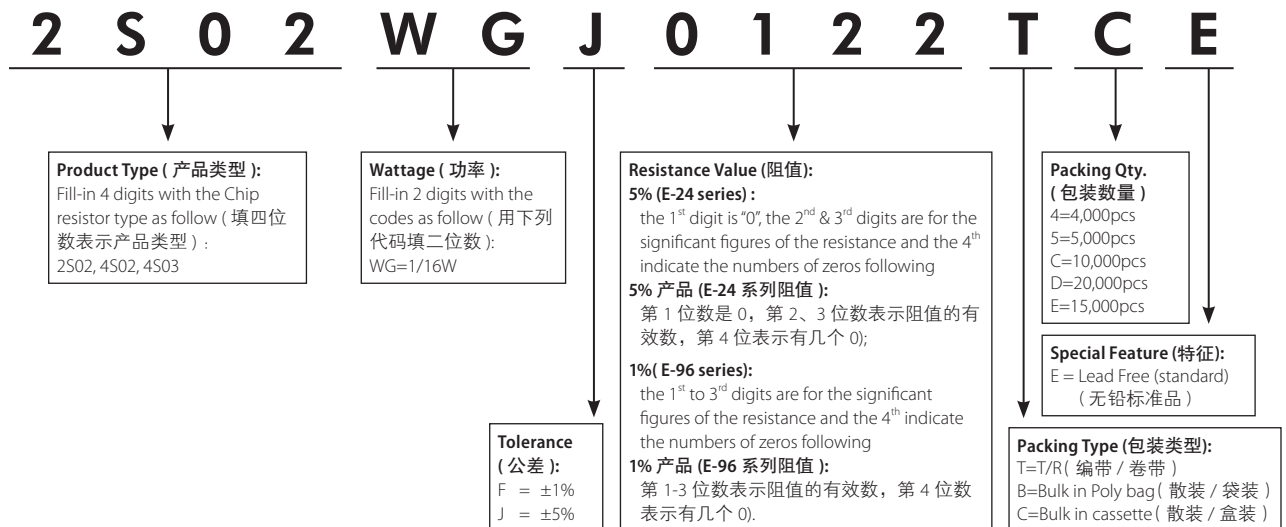 2 S 0 2 W G J 0 1 2 2 T C E
Product Type ( 产品类型 ):
Fill-in 4 digits with the Chip
resistor type as follow ( 填四位
数表示产品类型 ) :
2S02, 4S02, 4S03
Wattage ( 功率 ):
Fill-in 2 digits with the
codes as follow ( 用下列
代码填二位数 ):
WG=1/16W
Tolerance
( 公差 ):
F = ±1%
J = ±5%
Resistance Value (阻值):
5% (E-24 series) :
the 1st digit is "0", the 2nd & 3rd digits are for the
significant figures of the resistance and the 4th
indicate the numbers of zeros following
5% 产品 (E-24 系列阻值 ):
第 1 位数是 0，第 2、3 位数表示阻值的有
效数，第 4 位表示有几个 0);
1%( E-96 series):
the 1st to 3rd digits are for the significant
figures of the resistance and the 4th indicate
the numbers of zeros following
1% 产品 (E-96 系列阻值 ):
第 1-3 位数表示阻值的有效数，第 4 位数
表示有几个 0).
Packing Qty.
( 包装数量 )
4=4,000pcs
5=5,000pcs
C=10,000pcs
D=20,000pcs
E=15,000pcs
Special Feature (特征):
E = Lead Free (standard)
( 无铅标准品 )
Packing Type (包装类型):
T=T/R( 编带 / 卷带 )
B=Bulk in Poly bag( 散装 / 袋装 )
C=Bulk in cassette( 散装 / 盒装 )